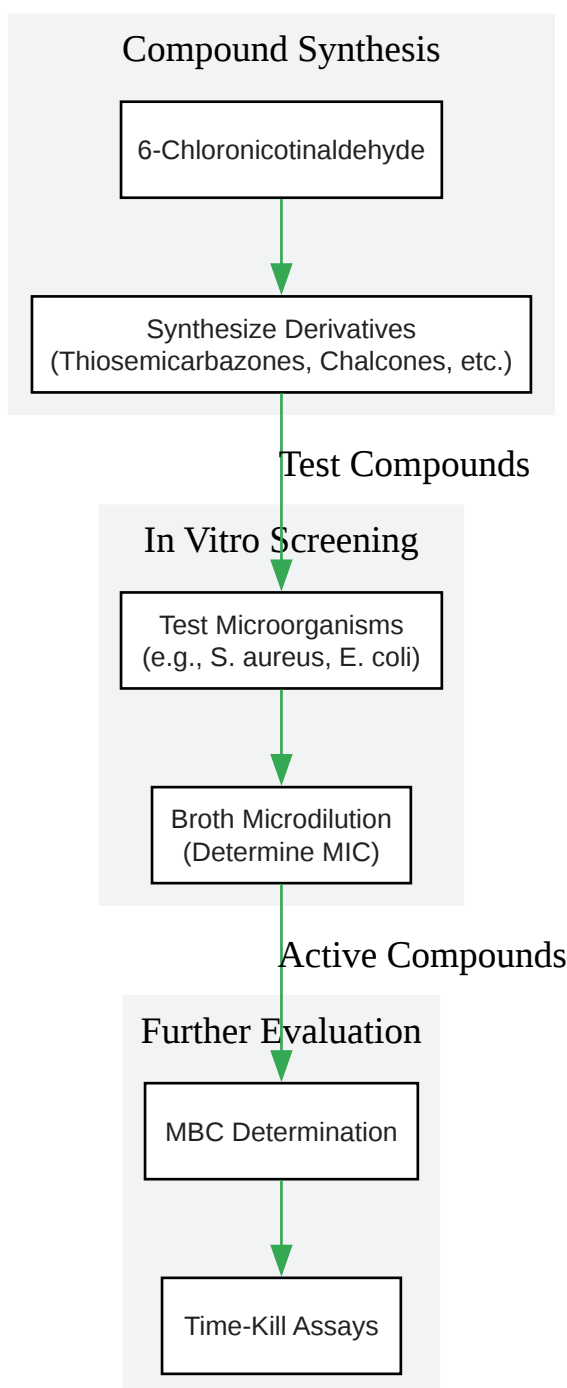 Compound Synthesis
6-Chloronicotinaldehyde
Synthesize Derivatives
(Thiosemicarbazones, Chalcones, etc.)
Test Compounds
In Vitro Screening
Test Microorganisms
(e.g., S. aureus, E. coli)
Broth Microdilution
(Determine MIC)
Active Compounds
Further Evaluation
MBC Determination
Time-Kill Assays